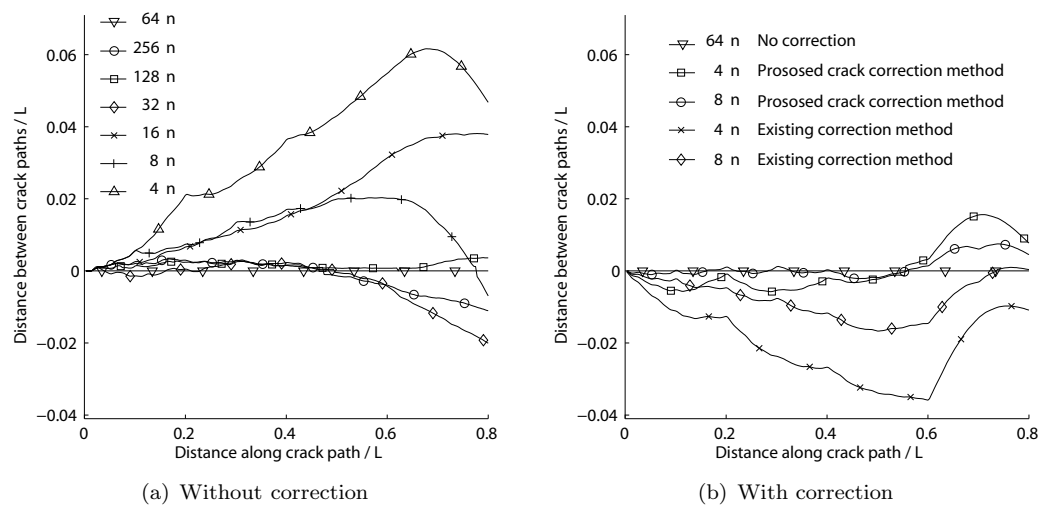 64 n
256 n
128 n
32 n
16 n
8 n
4 n
0.06
0.04
0.02
0
−0.02
−0.04
Distance between crack paths / L
0
0.2
0.4
0.6
0.8
Distance along crack path / L
(a) Without correction
64 n No correction
4 n Prososed crack correction method
8 n Prososed crack correction method
4 n Existing correction method
8 n Existing correction method
0.06
0.04
0.02
0
−0.02
−0.04
Distance between crack paths / L
0
0.2
0.4
0.6
0.8
Distance along crack path / L
(b) With correction